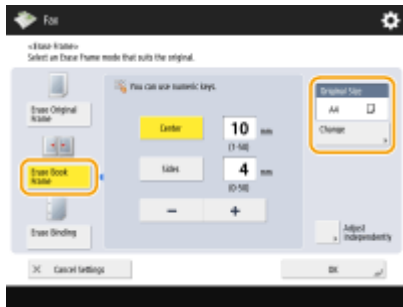 Fax
<Erase Frame>
Select an Erase Frame mode that suits the original.
You can use numeric keys.
Original Size
A4
Change
Erase Original
Frame
Center
10 mm
(1-50)
Erase Book
Frame
Sides
4 mm
(0-50)
-
+
Erase Binding
Adjust
Independently
Cancel Settings
OK